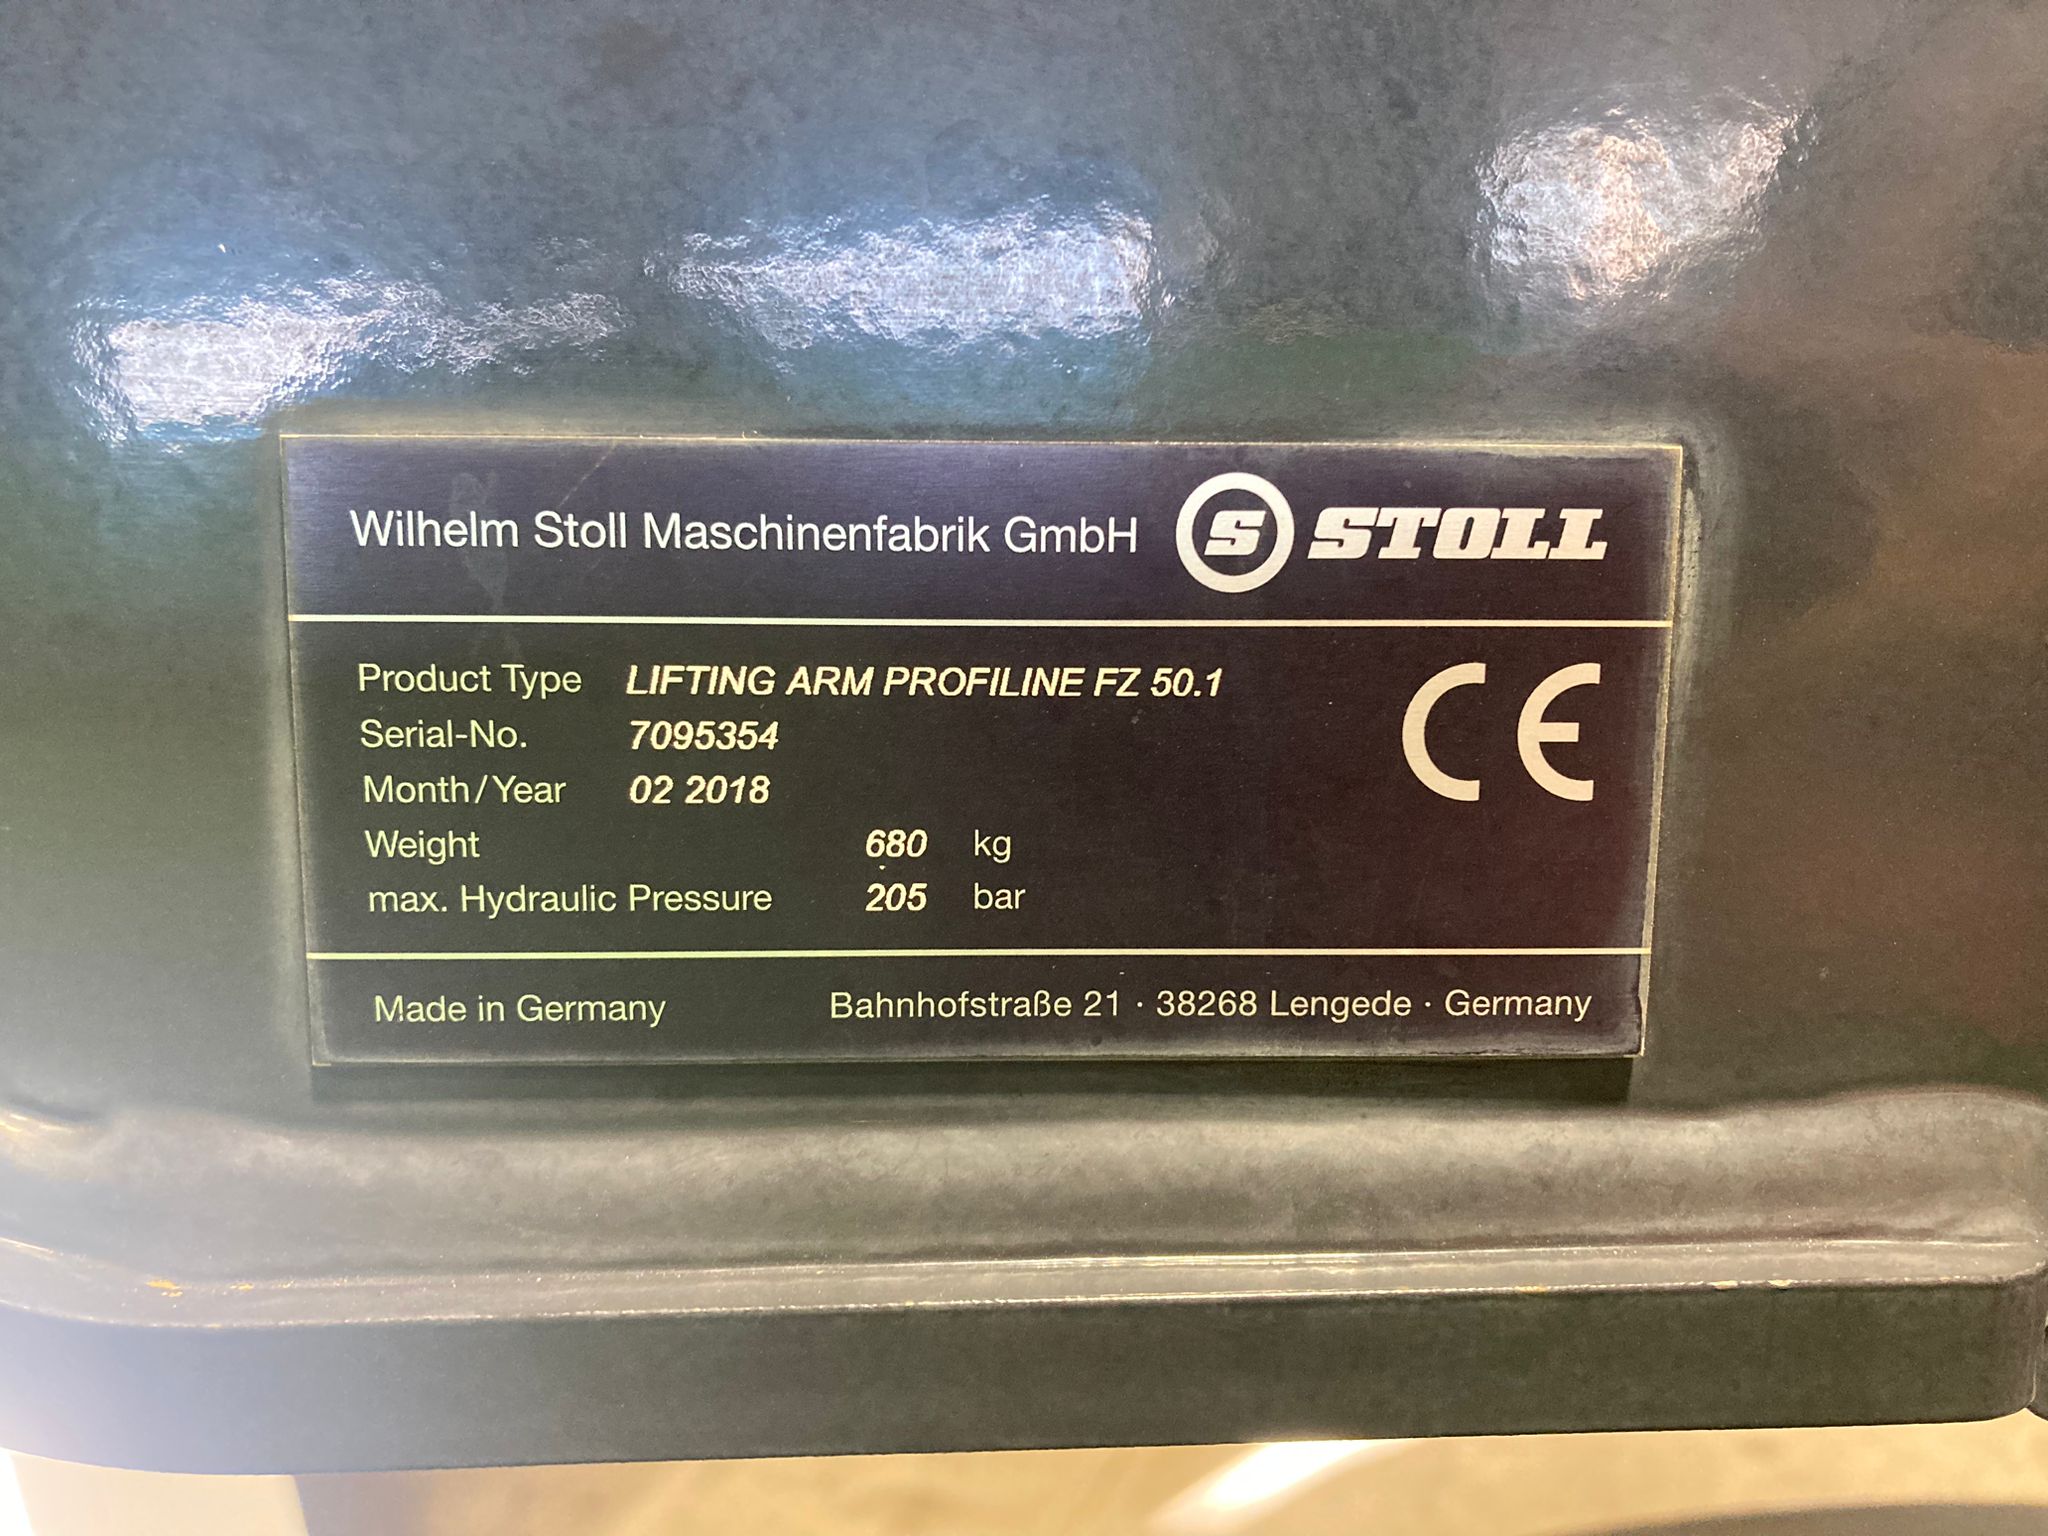 Wilhelm Stoll Maschinenfabrik GmbH S STOLL
Product Type LIFTING ARM PROFILINE FZ 50.1
Serial-No. 7095354
Month/Year 02 2018
CE
Weight 680 kg
max. Hydraulic Pressure 205 bar
Made in Germany Bahnhofstraße 21 · 38268 Lengede · Germany